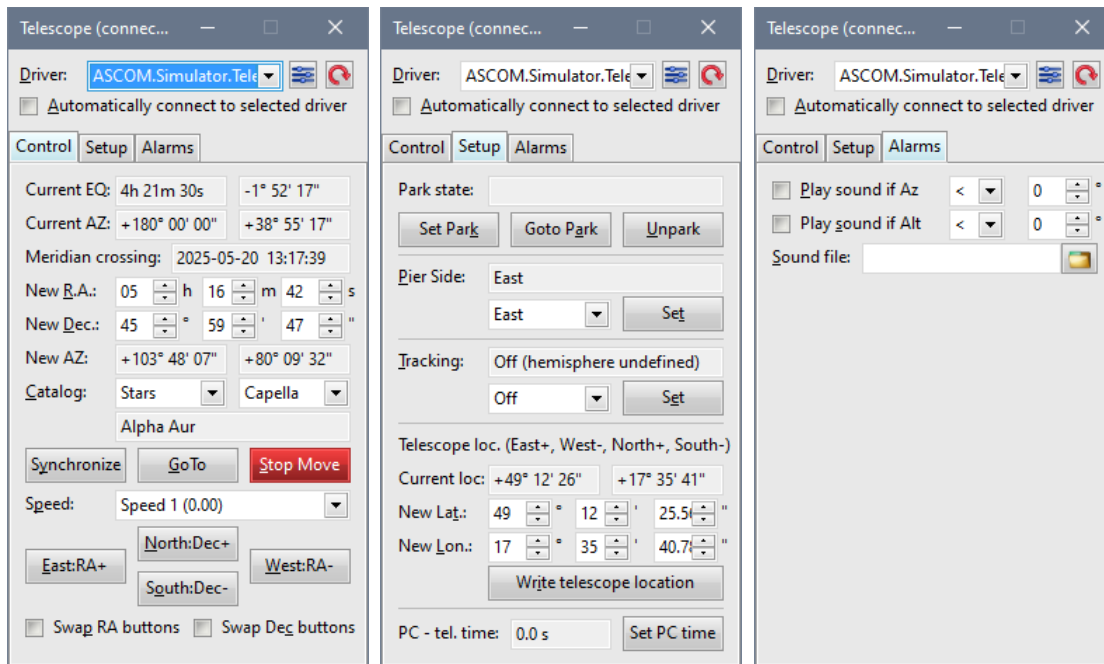 Telescope (connec...
Driver: ASCOM.Simulator.Tele
Automatically connect to selected driver
Control Setup Alarms
Current EQ: 4h 21m 30s -1° 52' 17"
Current AZ: +180° 00' 00" +38° 55' 17"
Meridian crossing: 2025-05-20 13:17:39
New R.A.: 05 h 16 m 42 s
New Dec.: 45 ° 59 ' 47 "
New AZ: +103° 48' 07" +80° 09' 32"
Catalog: Stars Capella
Alpha Aur
Synchronize GoTo Stop Move
Speed: Speed 1 (0.00)
North:Dec+
East:RA+ West:RA-
South:Dec-
Swap RA buttons Swap Dec buttons
Telescope (connec...
Driver: ASCOM.Simulator.Tele
Automatically connect to selected driver
Control Setup Alarms
Park state:
Set Park Goto Park Unpark
Pier Side: East
East Set
Tracking: Off (hemisphere undefined)
Off Set
Telescope loc. (East+, West-, North+, South-)
Current loc: +49° 12' 26" +17° 35' 41"
New Lat.: 49 ° 12 ' 25.5 "
New Lon.: 17 ° 35 ' 40.7 "
Write telescope location
PC - tel. time: 0.0 s Set PC time
Telescope (connec...
Driver: ASCOM.Simulator.Tele
Automatically connect to selected driver
Control Setup Alarms
Play sound if Az < 0 °
Play sound if Alt < 0 °
Sound file: